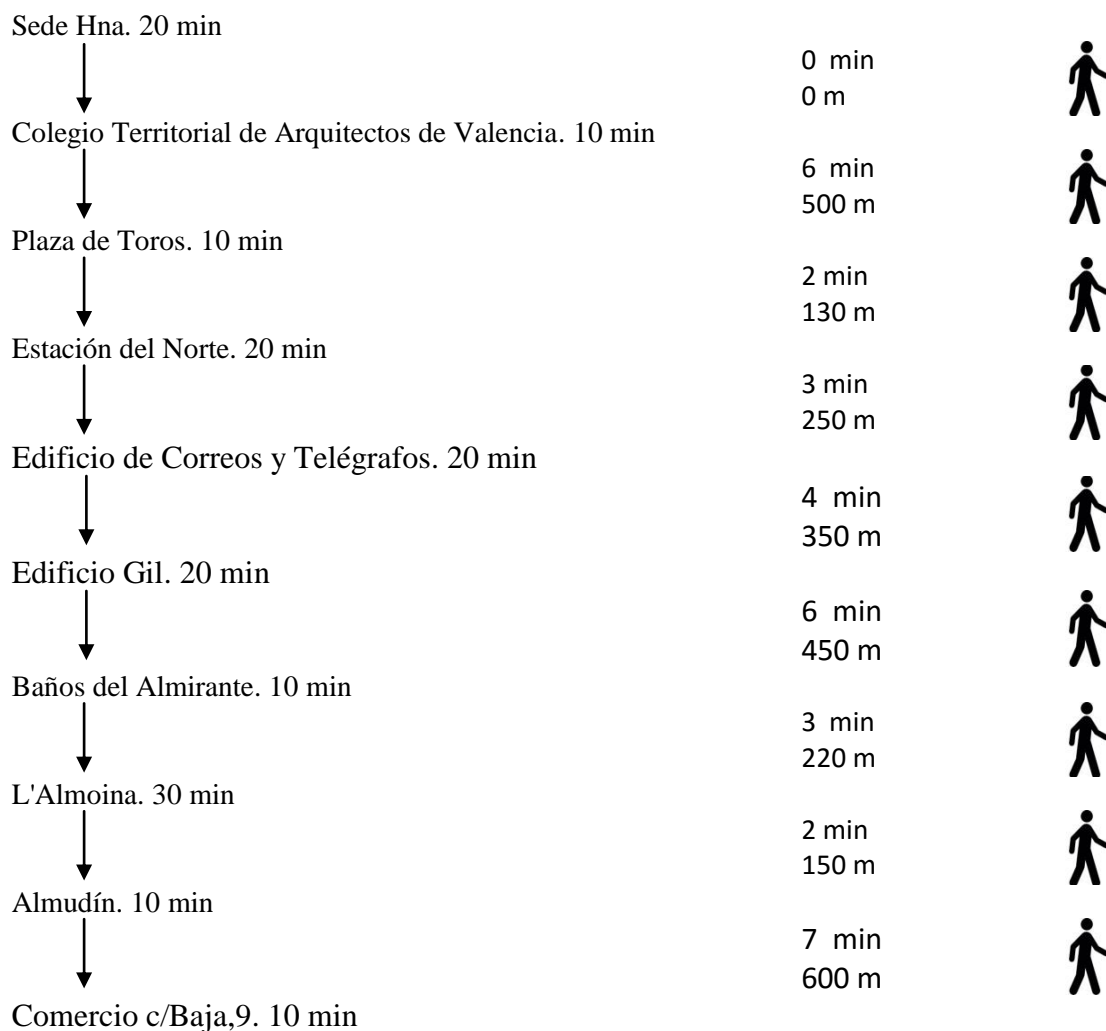 Sede Hna. 20 min
0 min
0 m
Colegio Territorial de Arquitectos de Valencia. 10 min
6 min
500 m
Plaza de Toros. 10 min
2 min
130 m
Estación del Norte. 20 min
3 min
250 m
Edificio de Correos y Telégrafos. 20 min
4 min
350 m
Edificio Gil. 20 min
6 min
450 m
Baños del Almirante. 10 min
3 min
220 m
L'Almoina. 30 min
2 min
150 m
Almudín. 10 min
7 min
600 m
Comercio c/Baja,9. 10 min